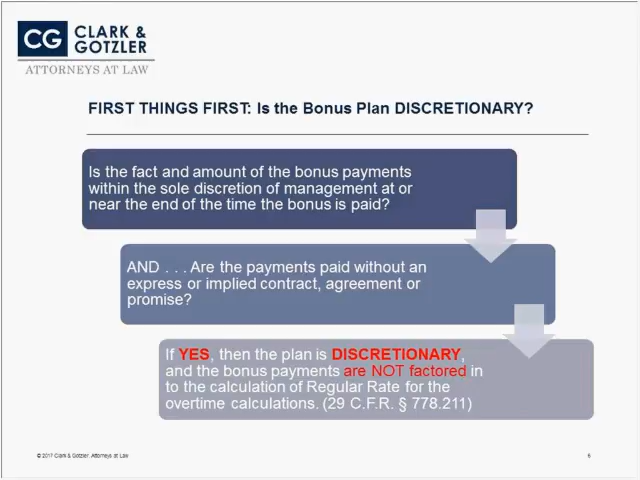 CG CLARK &
GOTZLER
ATTORNEYS AT LAW
FIRST THINGS FIRST: Is the Bonus Plan DISCRETIONARY?
Is the fact and amount of the bonus payments
within the sole discretion of management at or
near the end of the time the bonus is paid?
AND . . . Are the payments paid without an
express or implied contract, agreement or
promise?
If YES, then the plan is DISCRETIONARY,
and the bonus payments are NOT factored in
to the calculation of Regular Rate for the
overtime calculations. (29 C.F.R. § 778.211)
© 2017 Clark & Gotzler, Attorneys at Law
6